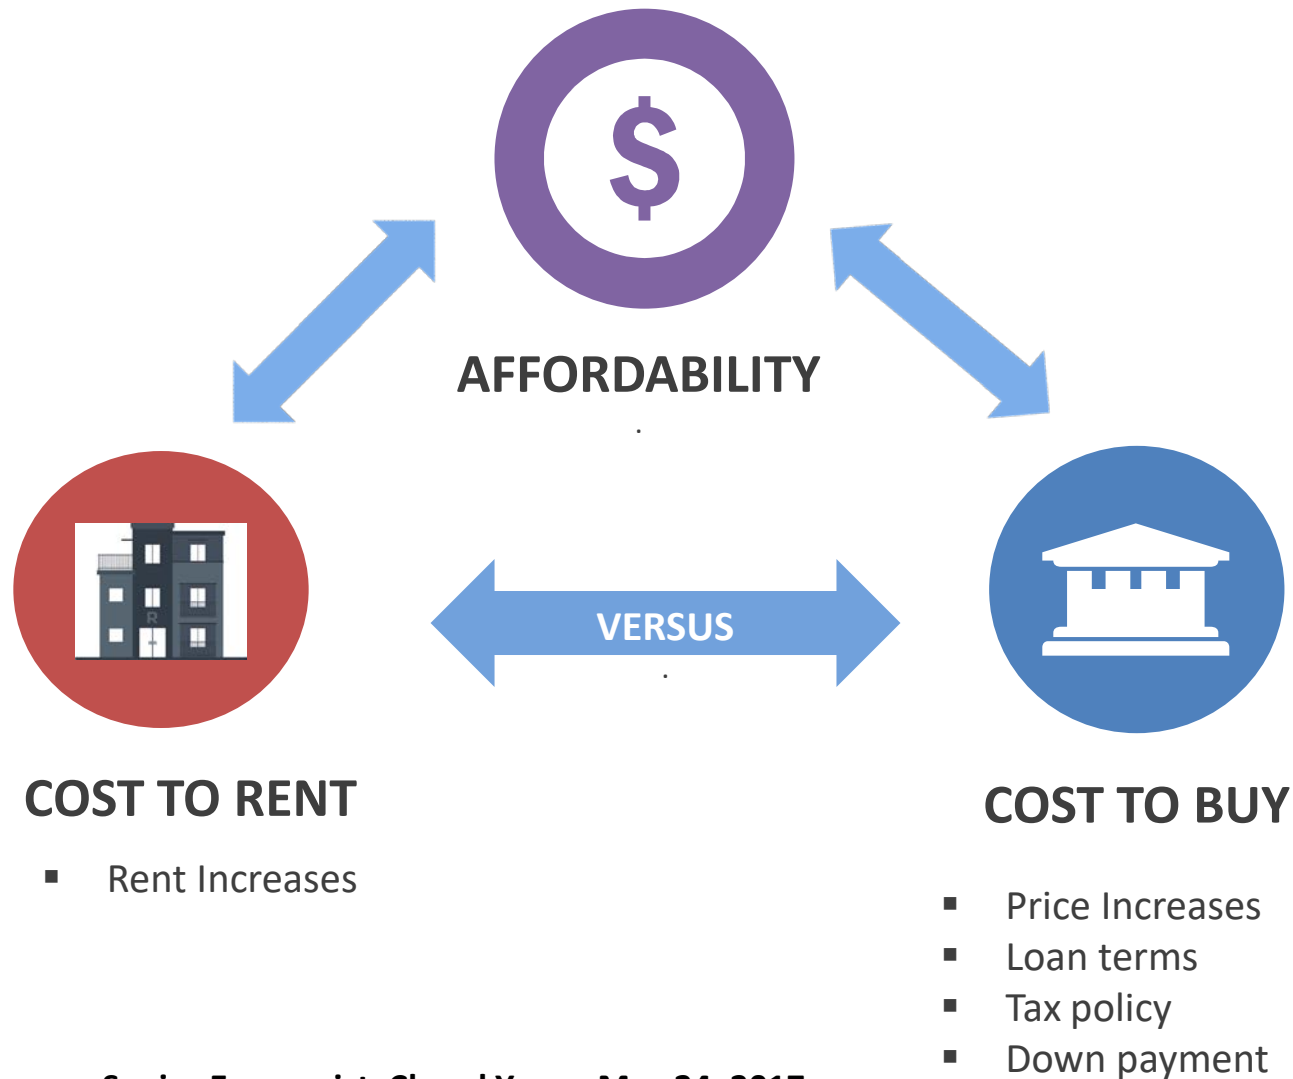 $
AFFORDABILITY
.
VERSUS
.
R
COST TO RENT
▪ Rent Increases
COST TO BUY
▪ Price Increases
▪ Loan terms
▪ Tax policy
▪ Down payment